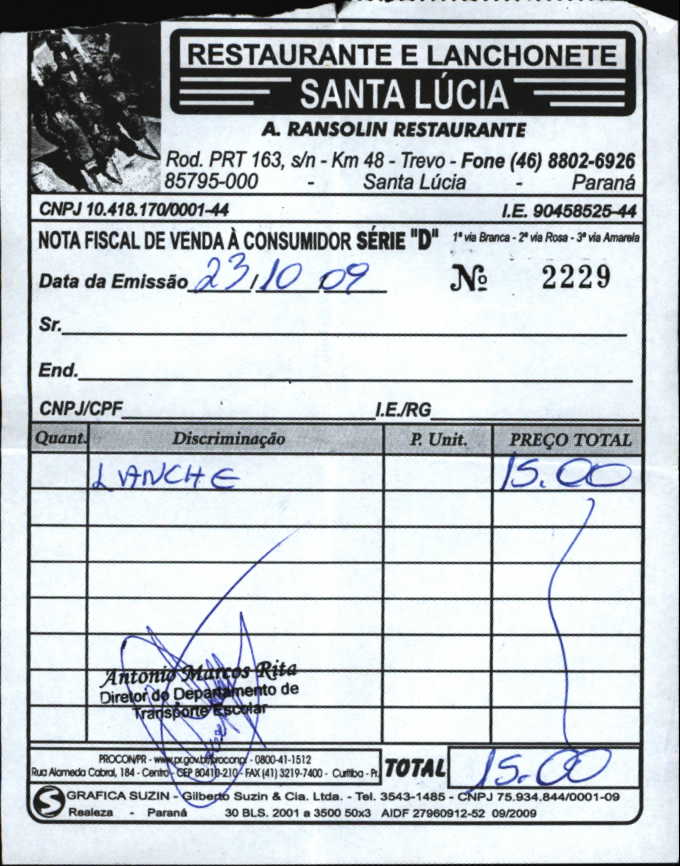 RESTAURANTE E LANCHONETE
SANTA LÚCIA
A. RANSOLIN RESTAURANTE
Rod. PRT 163, s/n - Km 48 - Trevo - Fone (46) 8802-6926
85795-000 - Santa Lúcia - Paraná
CNPJ 10.418.170/0001-44 I.E. 90458525-44
NOTA FISCAL DE VENDA À CONSUMIDOR SÉRIE "D" 1ª via Branca - 2ª via Rosa - 3ª via Amarela
Data da Emissão 23/10/09 Nº 2229
Sr.
End.
CNPJ/CPF I.E./RG
Quant. Discriminação P. Unit. PREÇO TOTAL
LANCHE 15.00
Antonio Marcos Rita
Diretor do Departamento de
Transporte Escolar
PROCON/PR - www.pr.gov.br/proconpr - 0800-41-1512
Rua Alameda Cabral, 184 - Centro - CEP 80410-210 - FAX (41) 3219-7400 - Curitiba - Pr.
TOTAL 15.00
S GRAFICA SUZIN - Gilberto Suzin & Cia. Ltda. - Tel. 3543-1485 - CNPJ 75.934.844/0001-09
Realeza - Paraná 30 BLS. 2001 a 3500 50x3 AIDF 27960912-52 09/2009